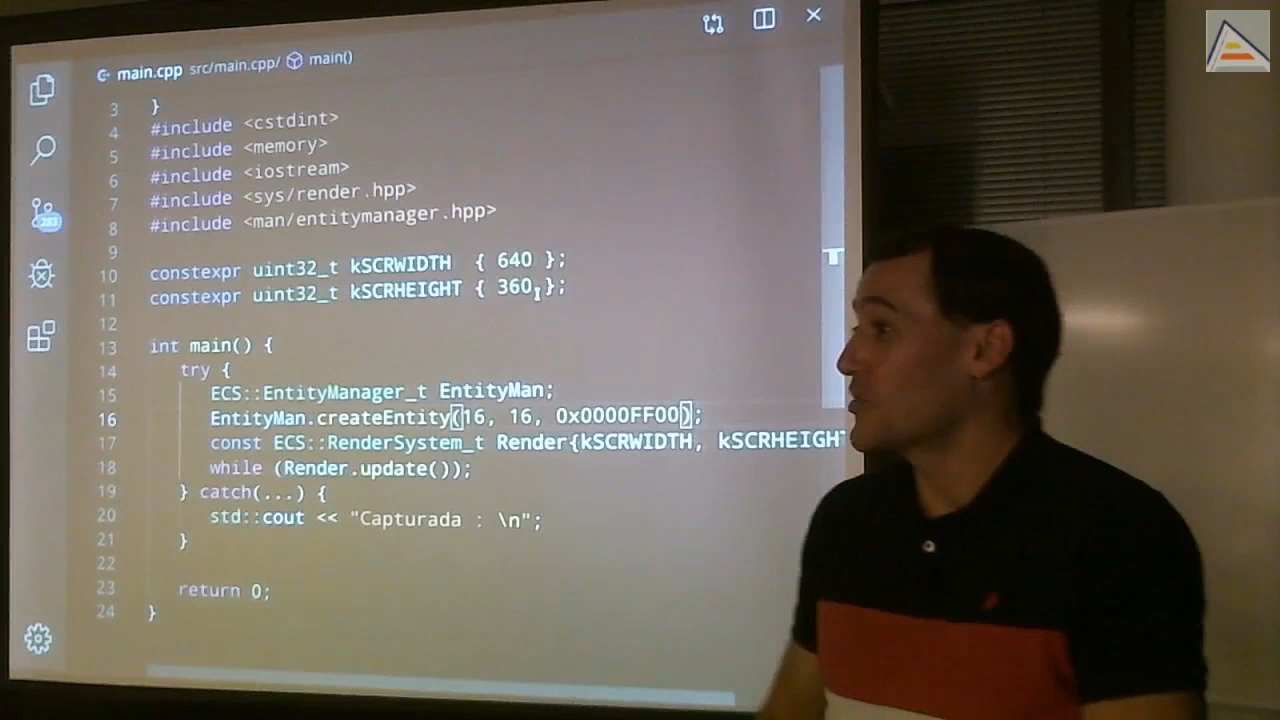 main.cpp src/main.cpp/ main()
3 }
4 #include <cstdint>
5 #include <memory>
6 #include <iostream>
7 #include <sys/render.hpp>
8 #include <man/entitymanager.hpp>
9
10 constexpr uint32_t kSCRWIDTH { 640 };
11 constexpr uint32_t kSCRHEIGHT { 360 };
12
13 int main() {
14 try {
15 ECS::EntityManager_t EntityMan;
16 EntityMan.createEntity(16, 16, 0x0000FF00);
17 const ECS::RenderSystem_t Render{kSCRWIDTH, kSCRHEIGHT
18 while (Render.update());
19 } catch(...) {
20 std::cout << "Capturada : \n";
21 }
22
23 return 0;
24 }